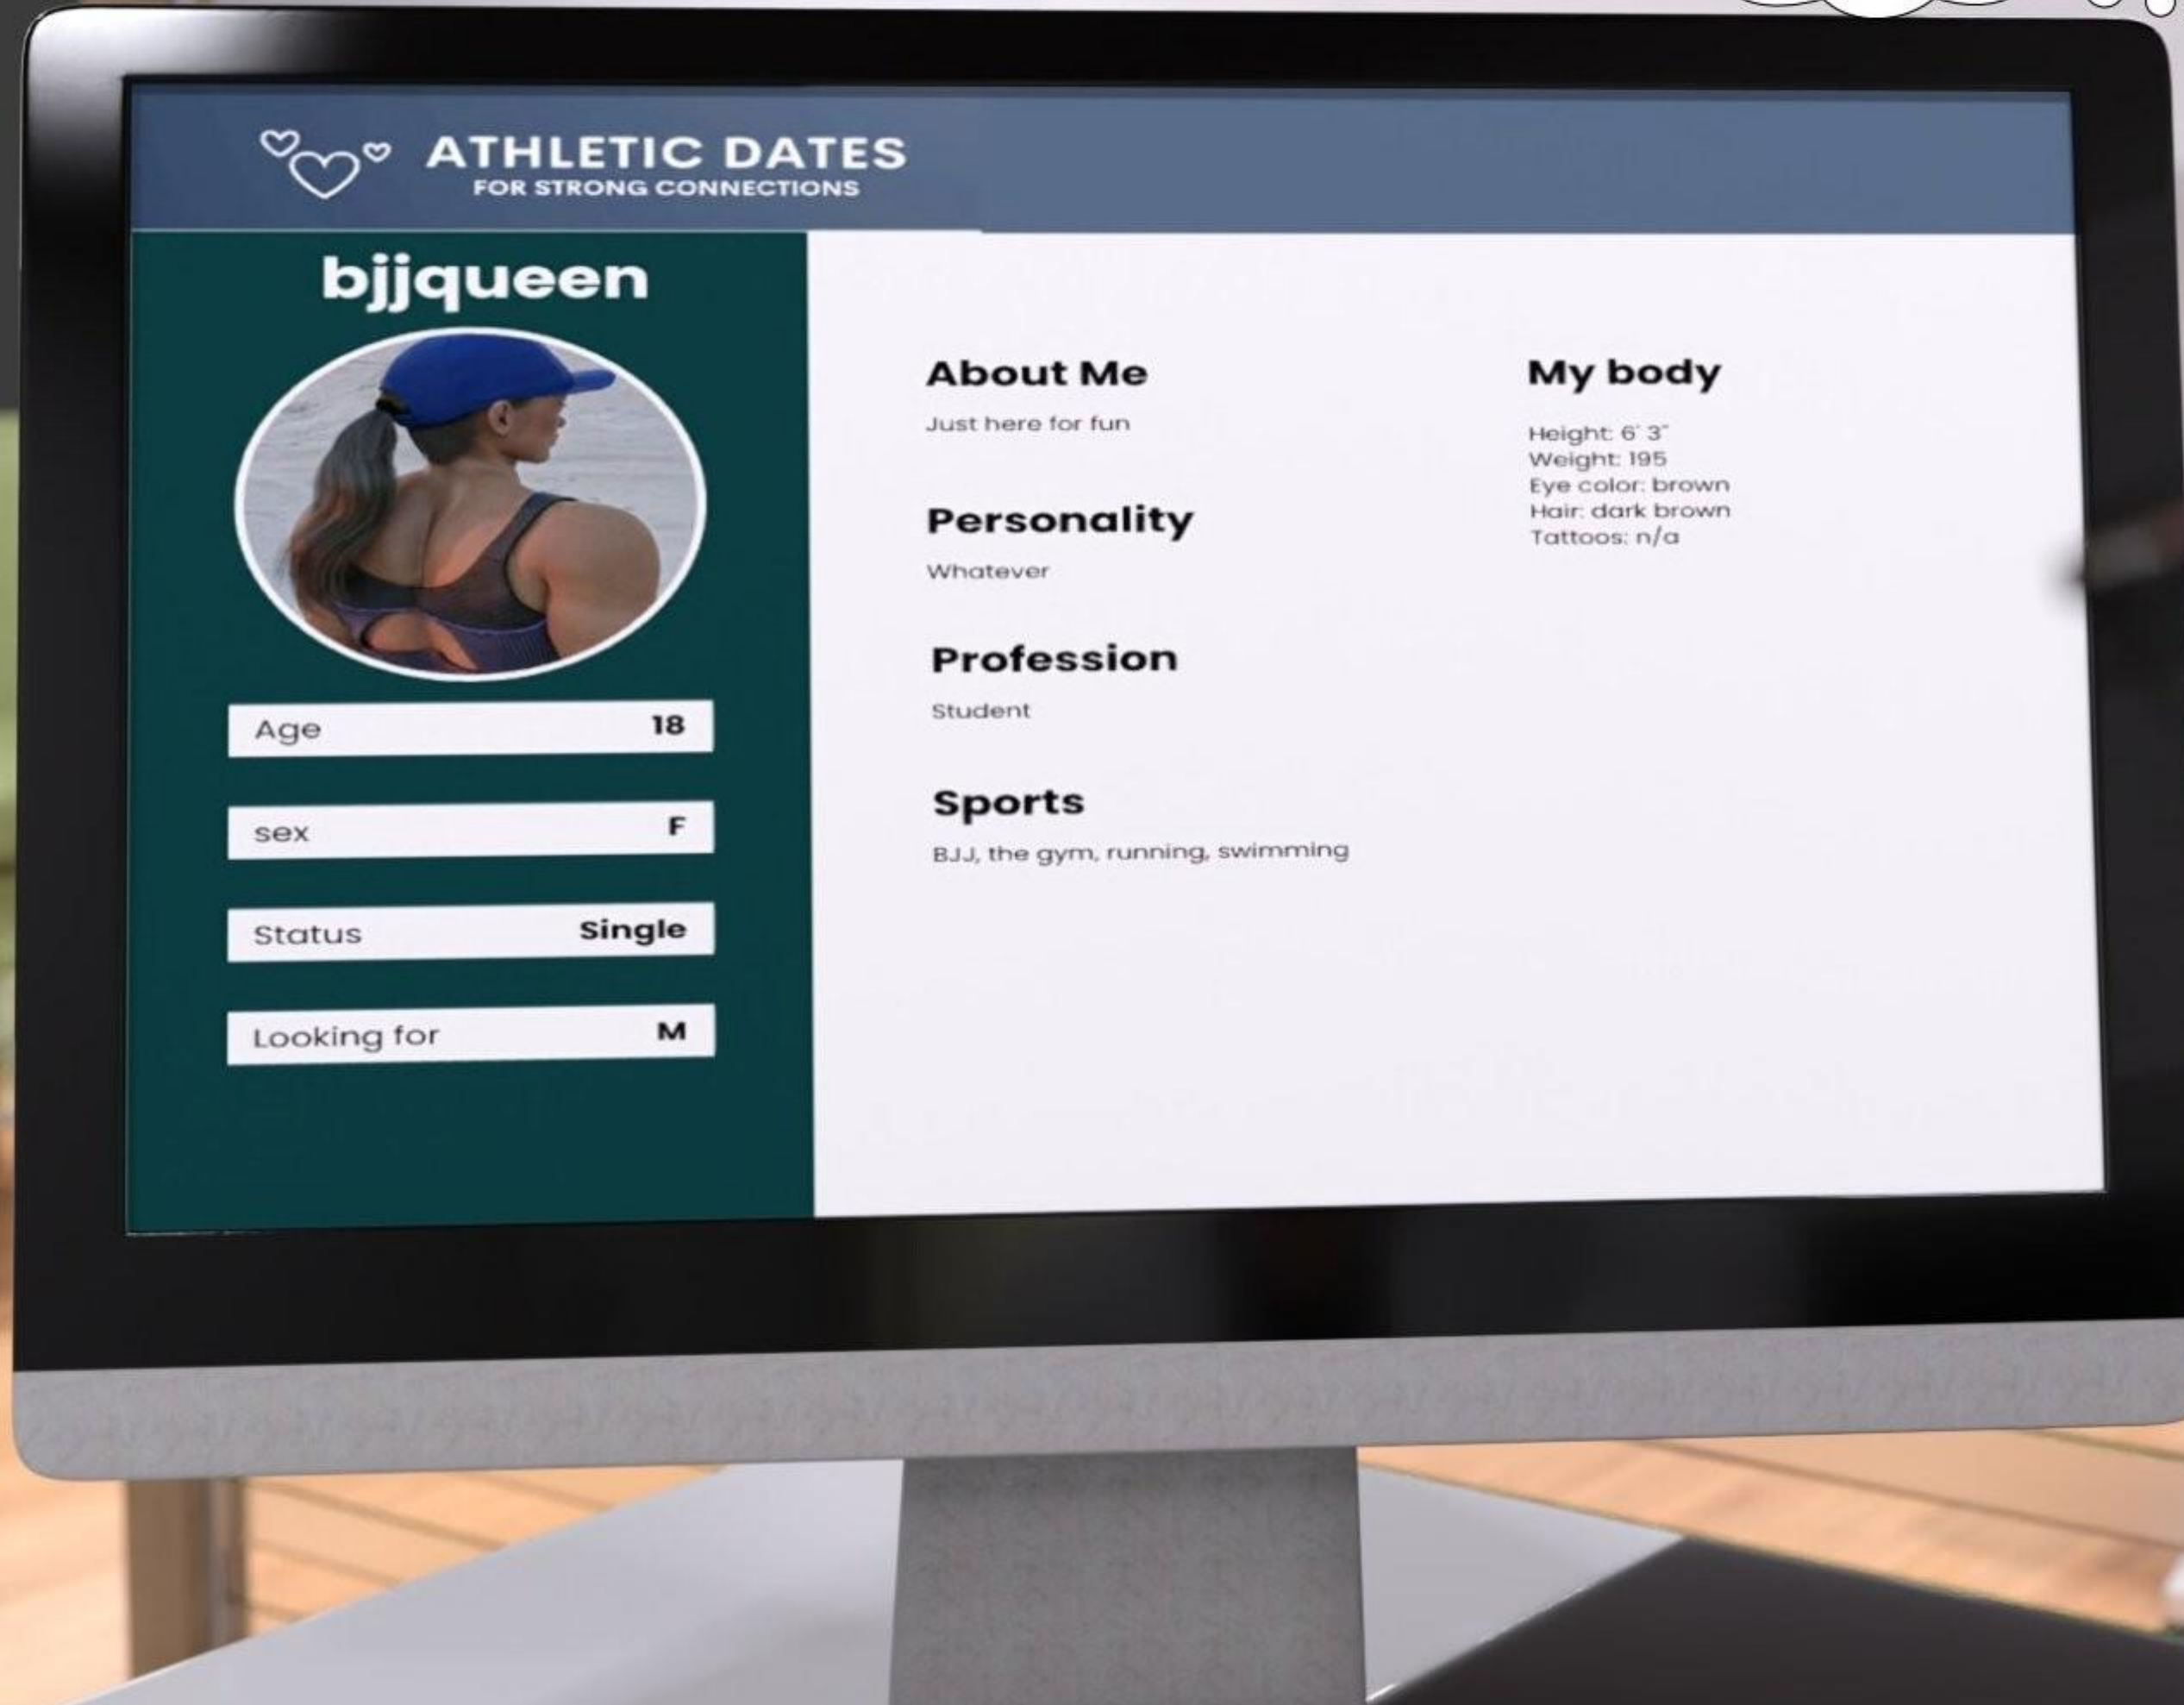 ATHLETIC DATES
FOR STRONG CONNECTIONS
bjjqueen
Age 18
sex F
Status Single
Looking for M
About Me
Just here for fun
Personality
Whatever
Profession
Student
Sports
BJJ, the gym, running, swimming
My body
Height: 6' 3"
Weight: 195
Eye color: brown
Hair: dark brown
Tattoos: n/a